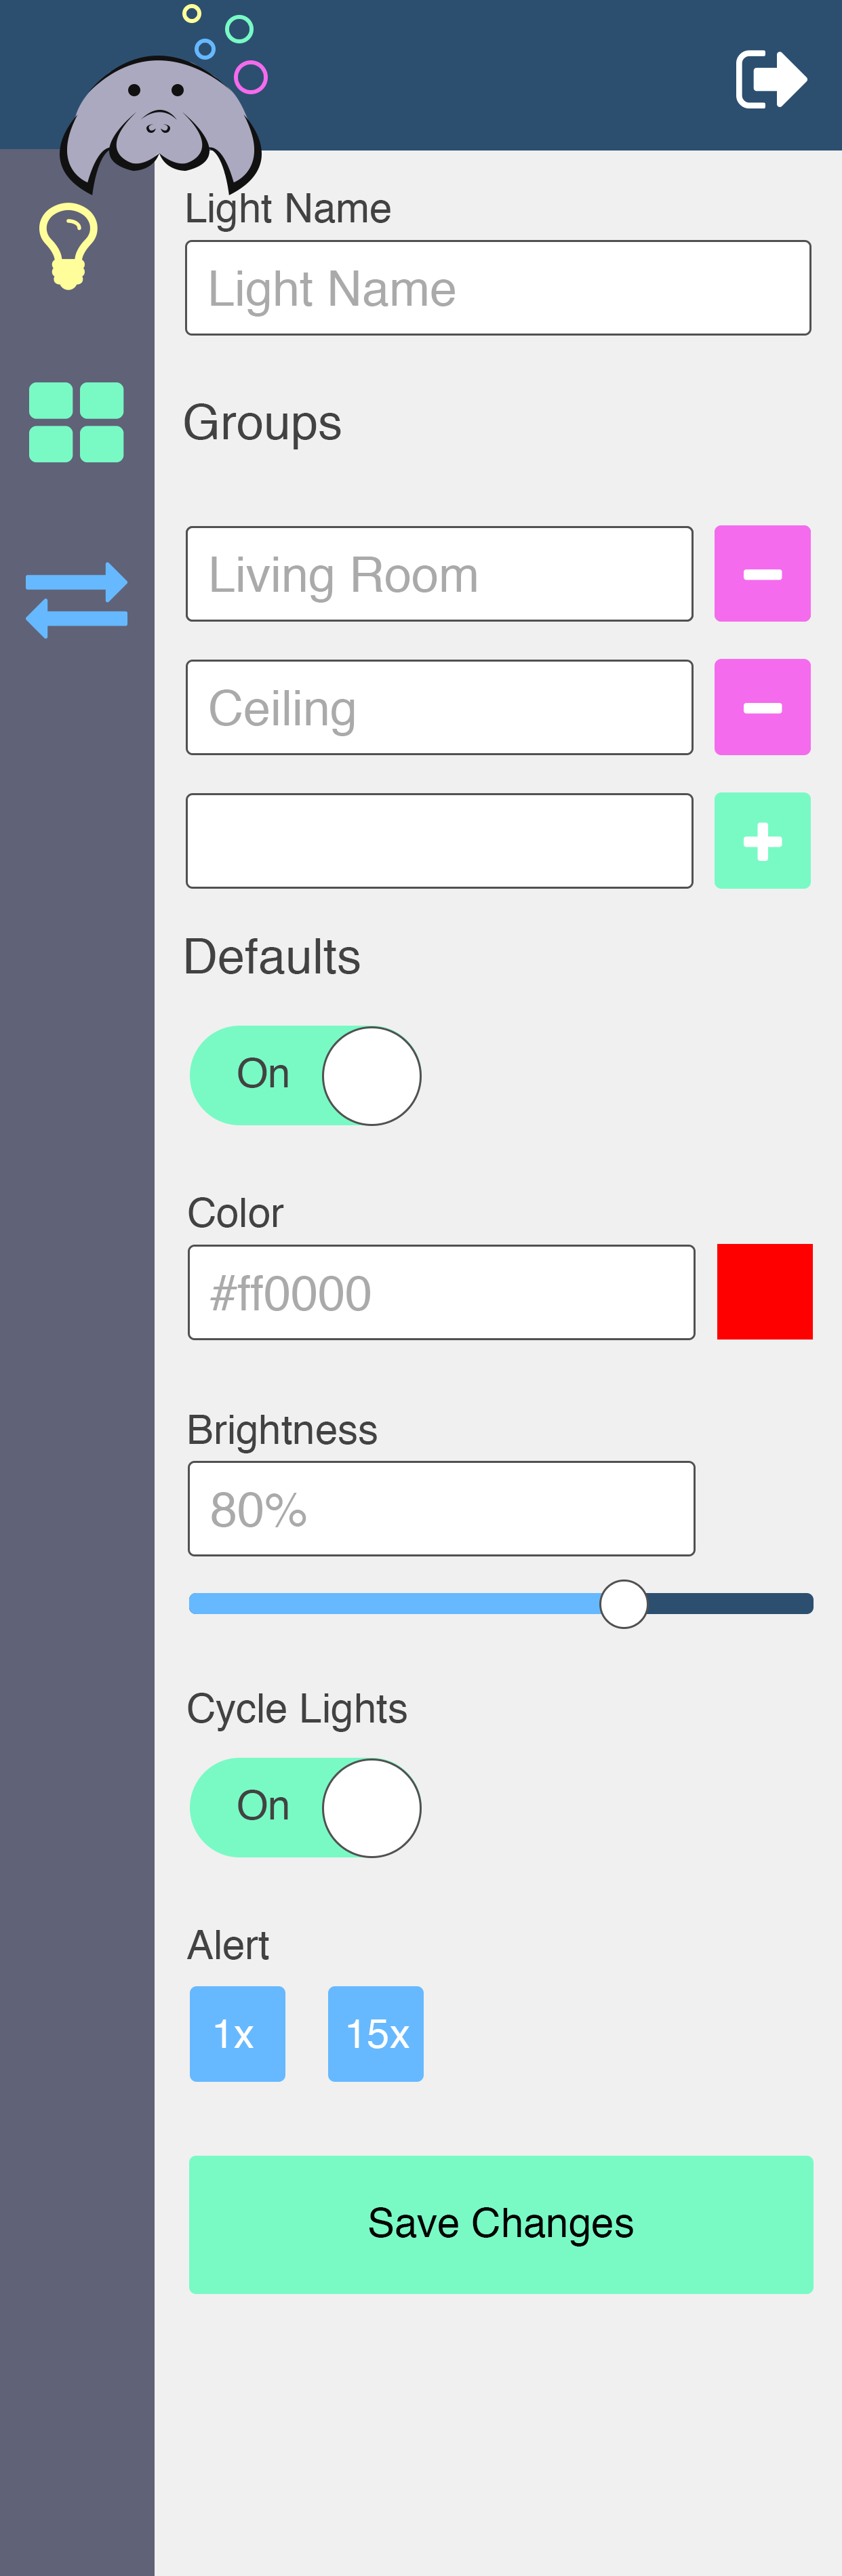 Light Name
Light Name
Groups
Living Room
Ceiling
Defaults
On
Color
#ff0000
Brightness
80%
Cycle Lights
On
Alert
1x 15x
Save Changes